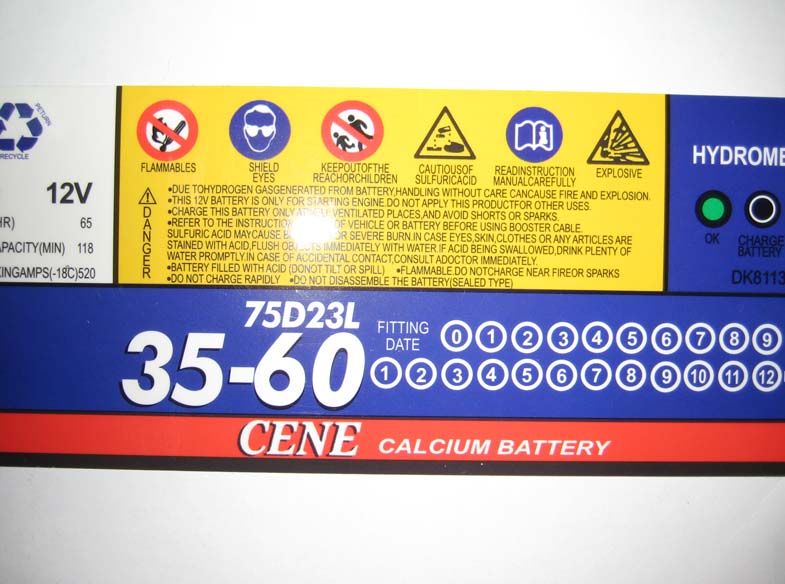 PETURN
RECYCLE
12V
HR) 65
APACITY(MIN) 118
KINGAMPS(-18℃)520
FLAMMABLES
SHIELD
EYES
KEEPOUTOFTHE
REACHORCHILDREN
CAUTIOUSOF
SULFURICACID
READINSTRUCTION
MANUALCAREFULLY
EXPLOSIVE
DANGER
•DUE TOHYDROGEN GASGENERATED FROM BATTERY,HANDLING WITHOUT CARE CANCAUSE FIRE AND EXPLOSION.
•THIS 12V BATTERY IS ONLY FOR STARTING ENGINE.DO NOT APPLY THIS PRODUCTFOR OTHER USES.
•CHARGE THIS BATTERY ONLY AT VENTILATED PLACES,AND AVOID SHORTS OR SPARKS.
•REFER TO THE INSTRUCTI OF VEHICLE OR BATTERY BEFORE USING BOOSTER CABLE.
SULFURIC ACID MAYCAUSE B OR SEVERE BURN.IN CASE EYES,SKIN,CLOTHES OR ANY ARTICLES ARE
STAINED WITH ACID,FLUSH OBJECTS IMMEDIATELY WITH WATER IF ACID BEING SWALLOWED,DRINK PLENTY OF
WATER PROMPTLY.IN CASE OF ACCIDENTAL CONTACT,CONSULT ADOCTOR IMMEDIATELY.
•BATTERY FILLED WITH ACID (DONOT TILT OR SPILL) •FLAMMABLE.DO NOTCHARGE NEAR FIREOR SPARKS
•DO NOT CHARGE RAPIDLY •DO NOT DISASSEMBLE THE BATTERY(SEALED TYPE)
HYDROME
OK
CHARGE
BATTERY
DK8113
75D23L
35-60
FITTING
DATE
0 1 2 3 4 5 6 7 8 9
1 2 3 4 5 6 7 8 9 10 11 12
CENE CALCIUM BATTERY